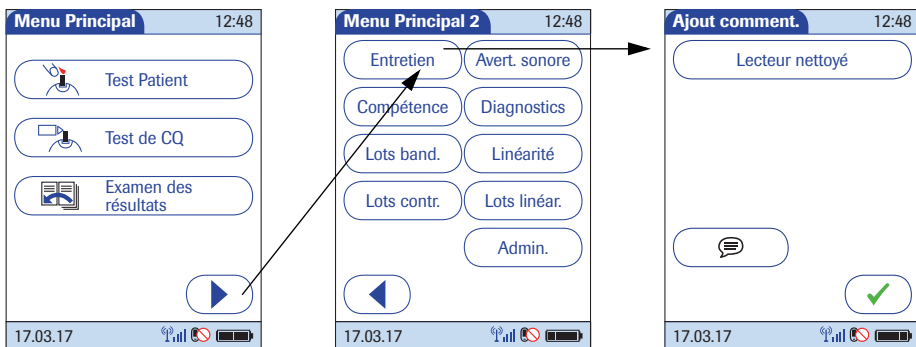 Menu Principal 12:48
Test Patient
Test de CQ
Examen des
résultats
17.03.17
Menu Principal 2 12:48
Entretien Avert. sonore
Compétence Diagnostics
Lots band. Linéarité
Lots contr. Lots linéar.
Admin.
17.03.17
Ajout comment. 12:48
Lecteur nettoyé
17.03.17